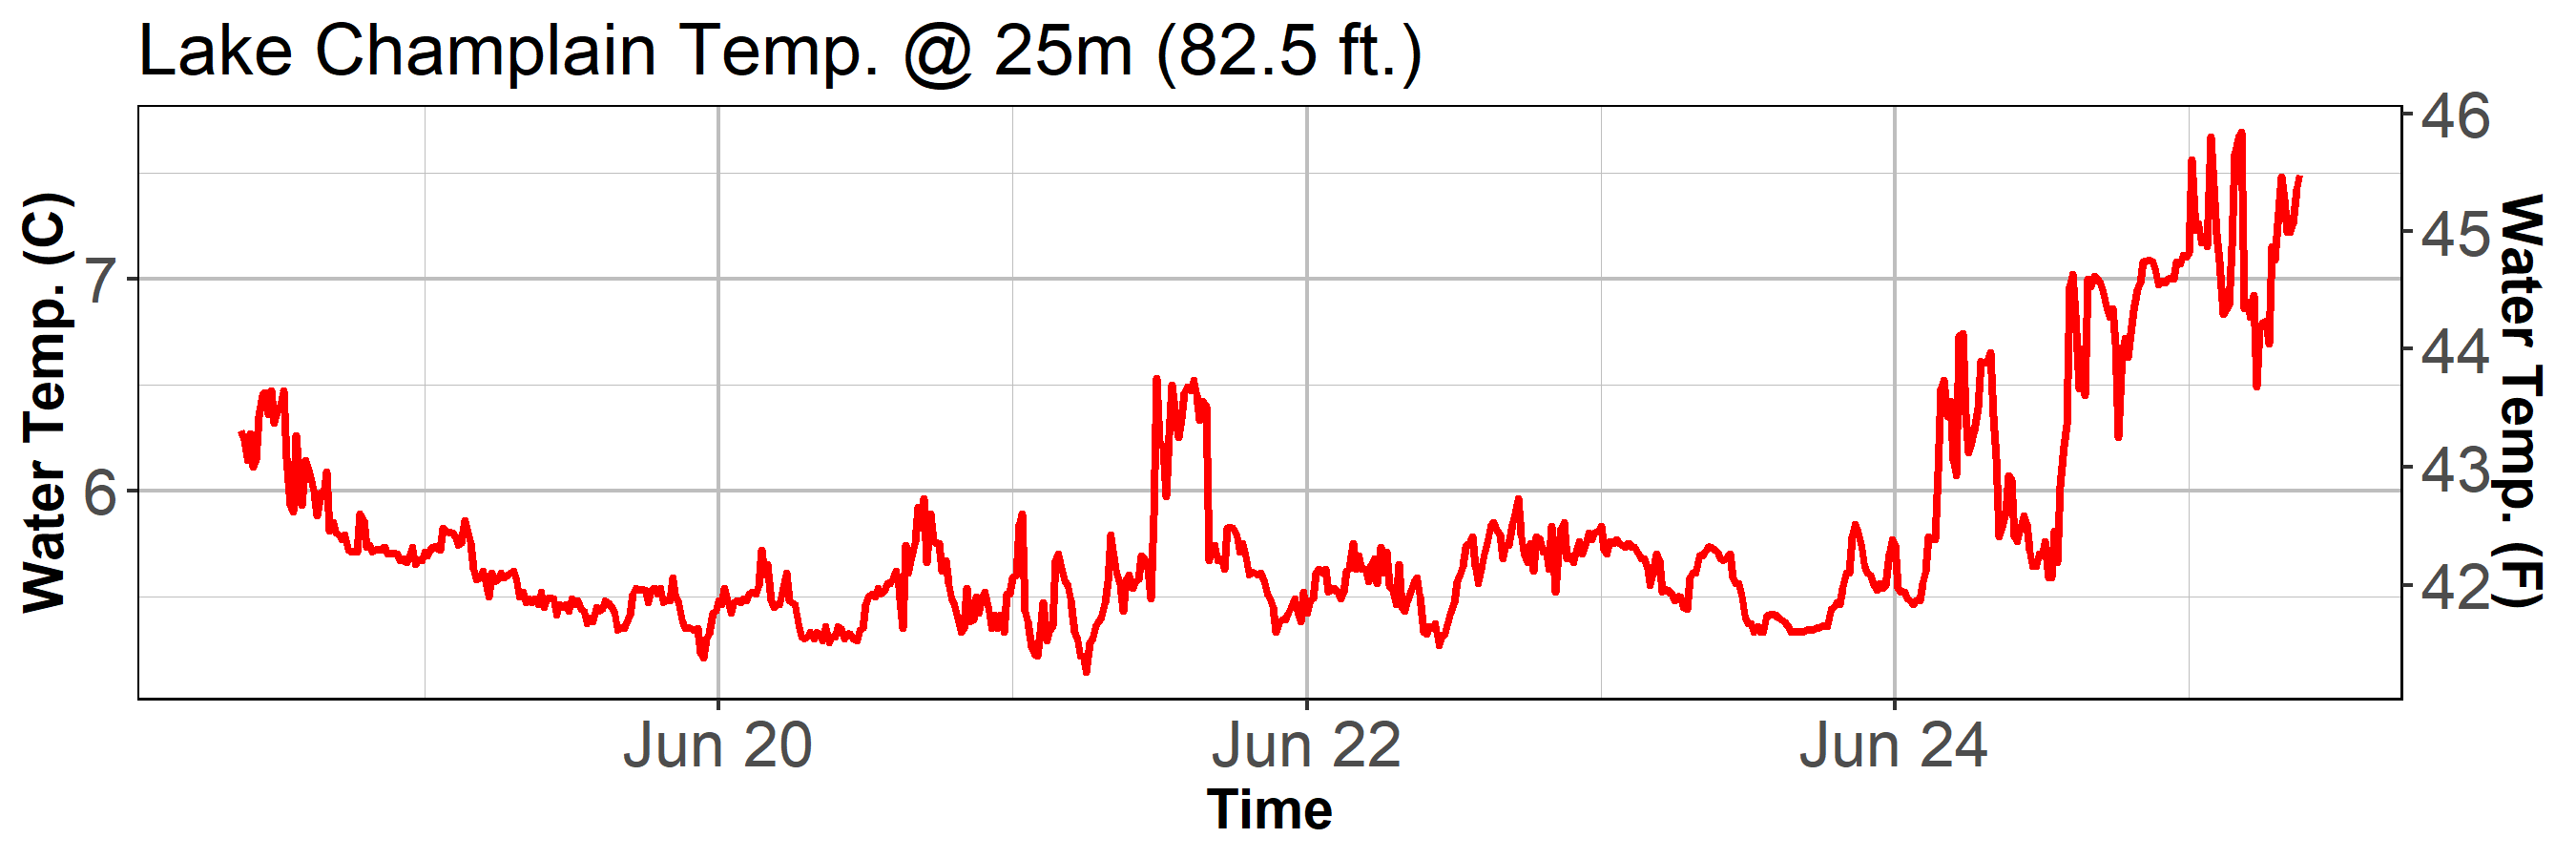 Lake Champlain Temp. @ 25m (82.5 ft.)
Water Temp. (C)
7
6
46
45
44
43
42
Water Temp. (F)
Jun 20
Jun 22
Jun 24
Time